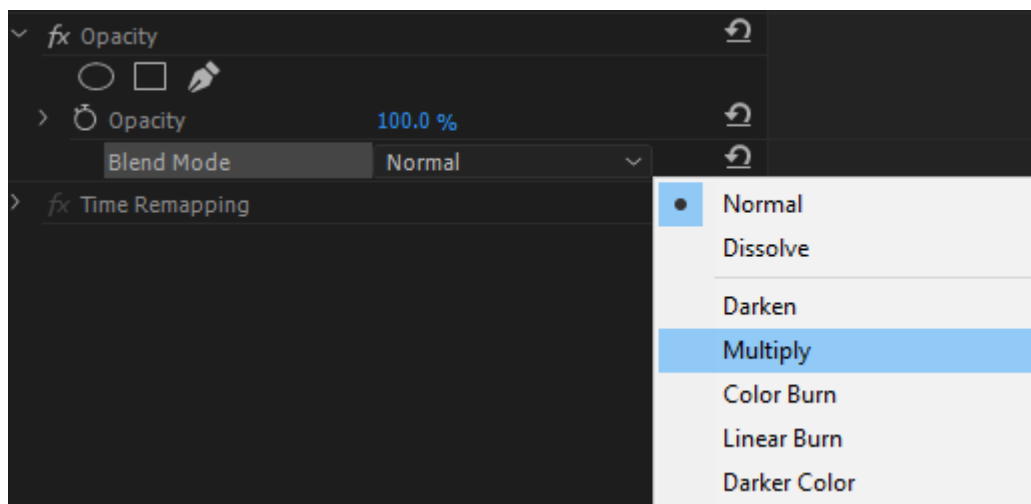 fx Opacity
Opacity 100.0 %
Blend Mode Normal
fx Time Remapping
Normal
Dissolve
Darken
Multiply
Color Burn
Linear Burn
Darker Color